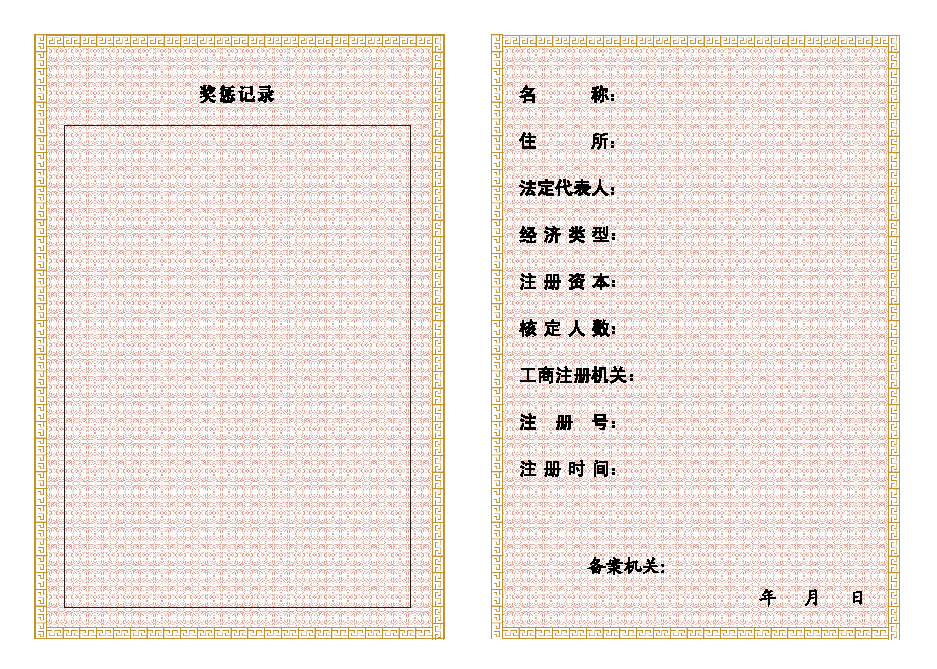 奖惩记录
名　　　称：
住　　　所：
法定代表人：
经 济 类 型：
注 册 资 本：
核 定 人 数：
工商注册机关：
注　册　号：
注 册 时 间：
备案机关：
年　月　日